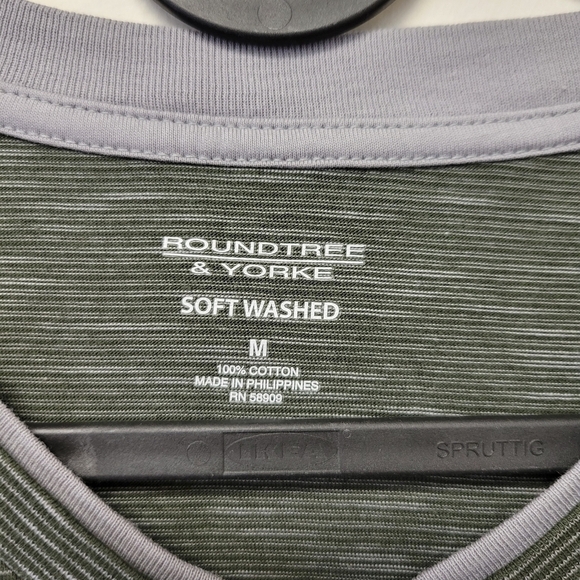 ROUNDTREE
& YORKE
SOFT WASHED
M
100% COTTON
MADE IN PHILIPPINES
RN 58909
IKEA SPRUTTIG